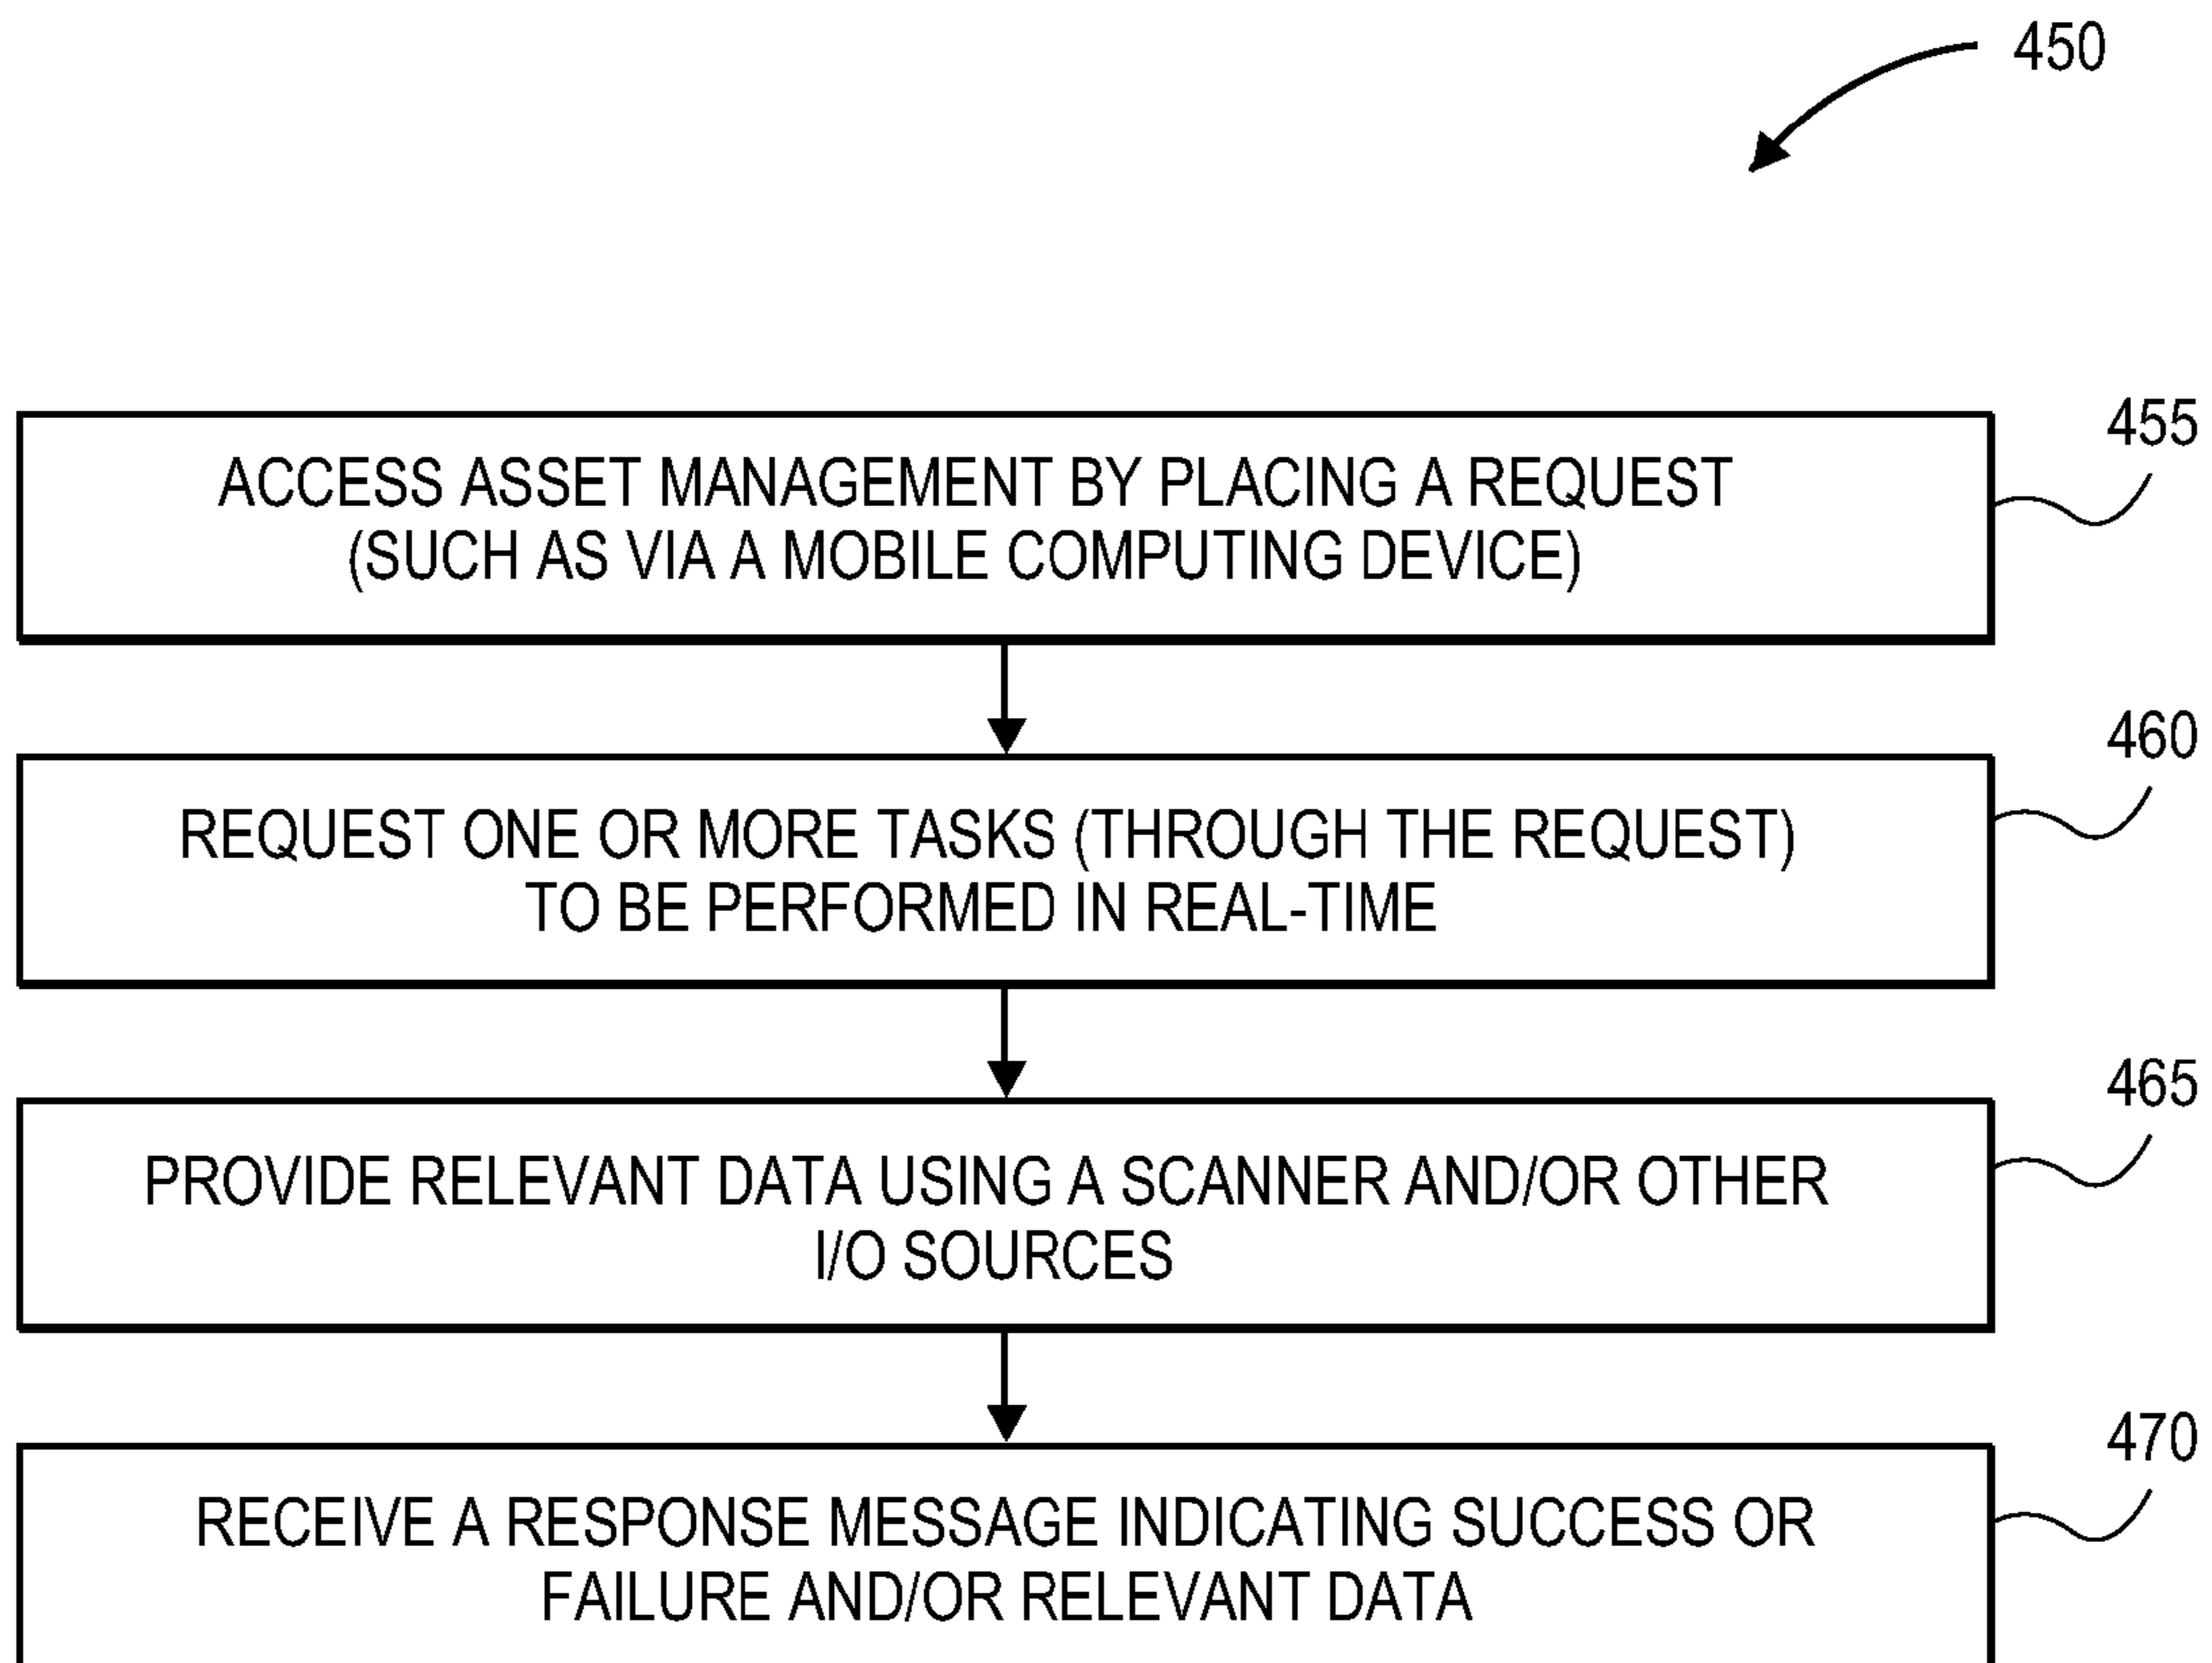 450
455
ACCESS ASSET MANAGEMENT BY PLACING A REQUEST
(SUCH AS VIA A MOBILE COMPUTING DEVICE)
460
REQUEST ONE OR MORE TASKS (THROUGH THE REQUEST)
TO BE PERFORMED IN REAL-TIME
465
PROVIDE RELEVANT DATA USING A SCANNER AND/OR OTHER
I/O SOURCES
470
RECEIVE A RESPONSE MESSAGE INDICATING SUCCESS OR
FAILURE AND/OR RELEVANT DATA